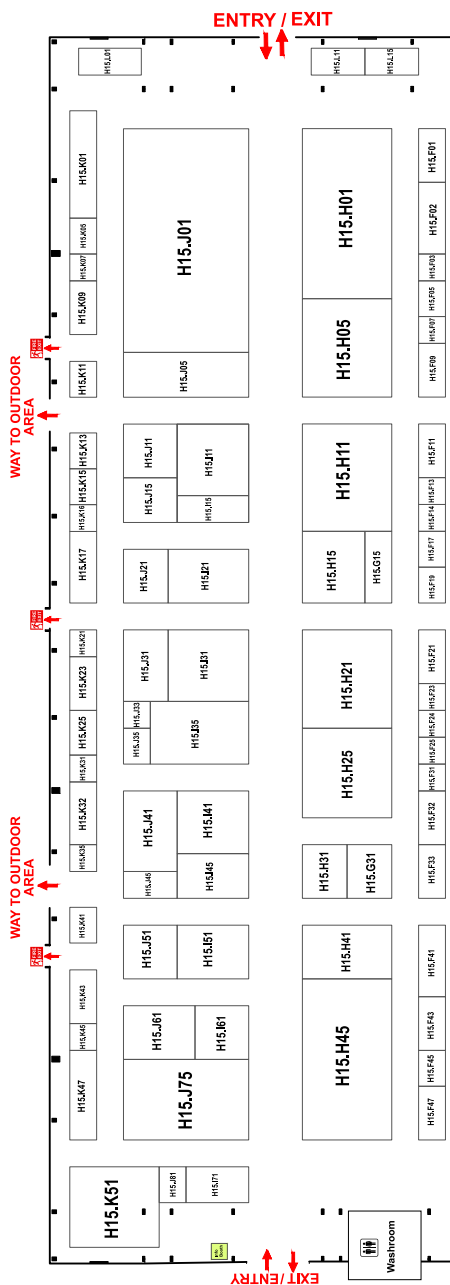 ENTRY / EXIT
H15.L01
H15.L11
H15.L15
H15.K01
H15.K05
H15.K07
H15.K09
H15.K11
H15.J01
H15.J05
H15.H01
H15.H05
H15.F01
H15.F02
H15.F03
H15.F05
H15.F07
H15.F09
WAY TO OUTDOOR
AREA
H15.K13
H15.K15
H15.K16
H15.K17
H15.J11
H15.J15
H15.I11
H15.I15
H15.J21
H15.I21
H15.H11
H15.H15
H15.G15
H15.F11
H15.F13
H15.F14
H15.F17
H15.F19
H15.K21
H15.K23
H15.K25
H15.K31
H15.K32
H15.K35
H15.J31
H15.I31
H15.J33
H15.J35
H15.I35
H15.J41
H15.I41
H15.J45
H15.I45
H15.H21
H15.H25
H15.H31
H15.G31
H15.F21
H15.F23
H15.F24
H15.F25
H15.F31
H15.F32
H15.F33
WAY TO OUTDOOR
AREA
H15.K41
H15.K43
H15.K45
H15.K47
H15.J51
H15.I51
H15.J61
H15.I61
H15.J75
H15.H41
H15.H45
H15.F41
H15.F43
H15.F45
H15.F47
H15.K51
H15.J81
H15.I71
Washroom
EXIT / ENTRY